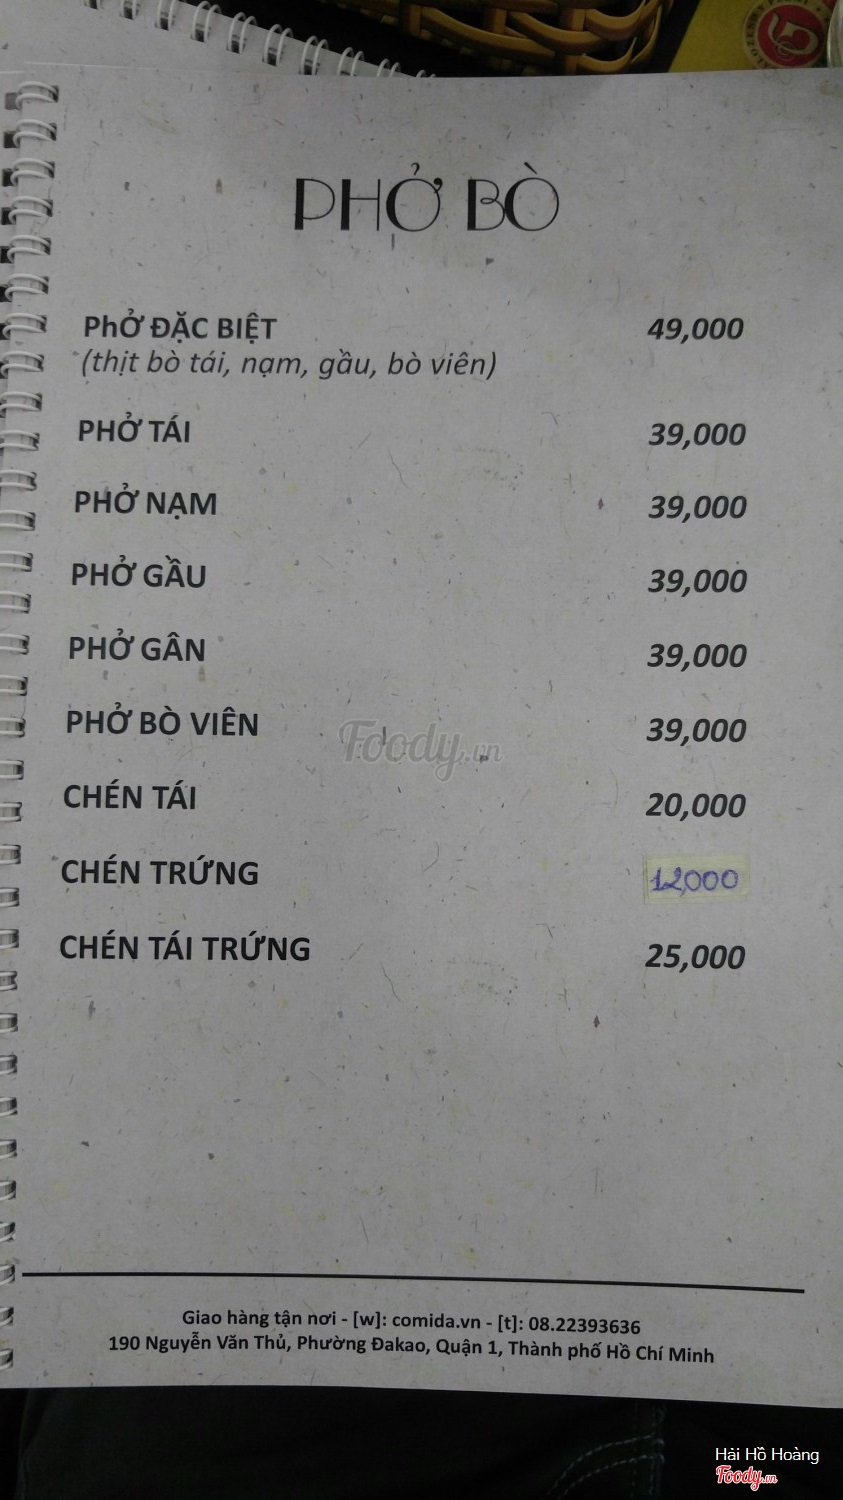 PHỞ BÒ
PhỞ ĐẶC BIỆT 49,000
(thịt bò tái, nạm, gầu, bò viên)
PHỞ TÁI 39,000
PHỞ NẠM 39,000
PHỞ GẦU 39,000
PHỞ GÂN 39,000
PHỞ BÒ VIÊN 39,000
Foody.vn
CHÉN TÁI 20,000
CHÉN TRỨNG 12,000
CHÉN TÁI TRỨNG 25,000
Giao hàng tận nơi - [w]: comida.vn - [t]: 08.22393636
190 Nguyễn Văn Thủ, Phường Đakao, Quận 1, Thành phố Hồ Chí Minh
Hải Hồ Hoàng
Foody.vn